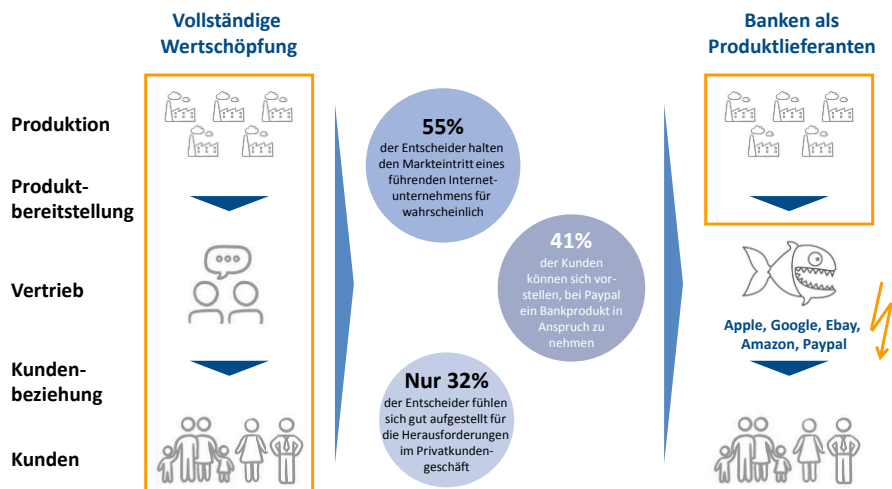 Vollständige
Wertschöpfung
Banken als
Produktlieferanten
Produktion
Produkt-
bereitstellung
Vertrieb
Kunden-
beziehung
Kunden
55%
der Entscheider halten
den Markteintritt eines
führenden Internet-
unternehmens für
wahrscheinlich
41%
der Kunden
können sich vor-
stellen, bei Paypal
ein Bankprodukt in
Anspruch zu
nehmen
Nur 32%
der Entscheider fühlen
sich gut aufgestellt für
die Herausforderungen
im Privatkunden-
geschäft
Apple, Google, Ebay,
Amazon, Paypal